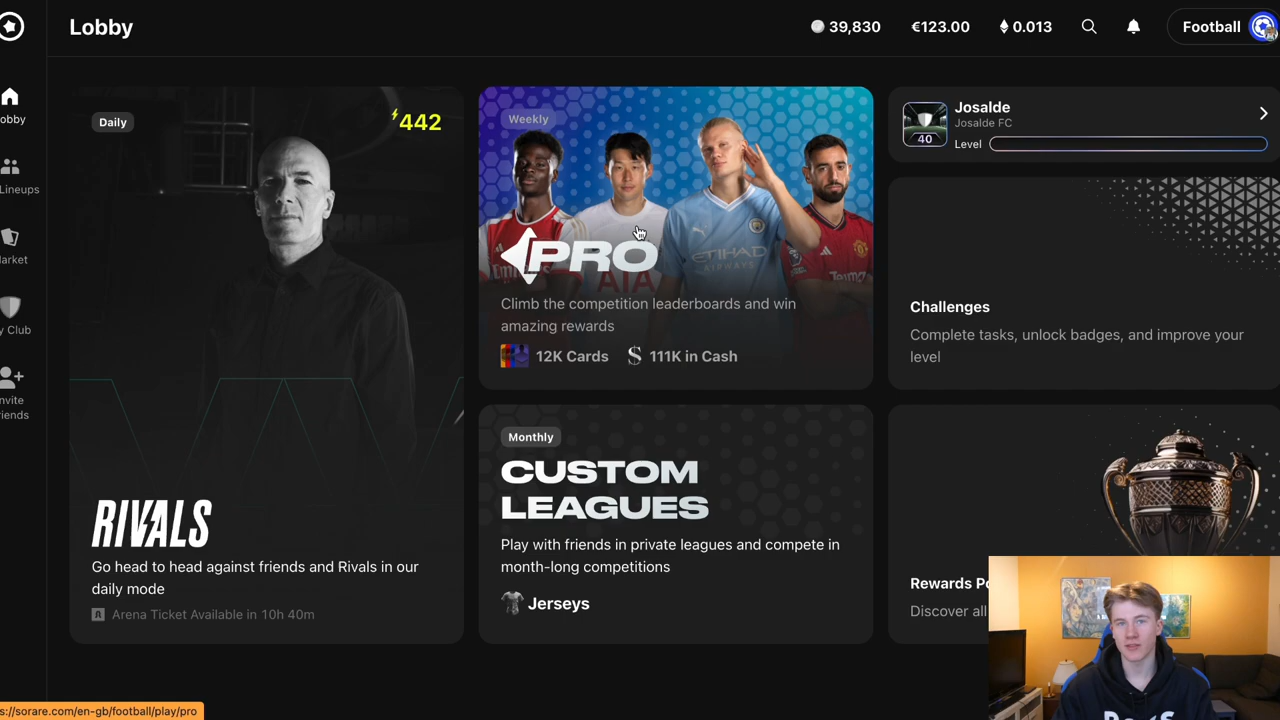 Lobby
39,830
€123.00
0.013
Football
obby
Lineups
arket
y Club
nvite
riends
Daily
442
RIVALS
Go head to head against friends and Rivals in our
daily mode
Arena Ticket Available in 10h 40m
Weekly
PRO
Climb the competition leaderboards and win
amazing rewards
12K Cards
111K in Cash
Monthly
CUSTOM
LEAGUES
Play with friends in private leagues and compete in
month-long competitions
Jerseys
40
Josalde
Josalde FC
Level
Challenges
Complete tasks, unlock badges, and improve your
level
Rewards Po
Discover all
ETIHAD
AIRWAYS
AIA
s://sorare.com/en-gb/football/play/pro